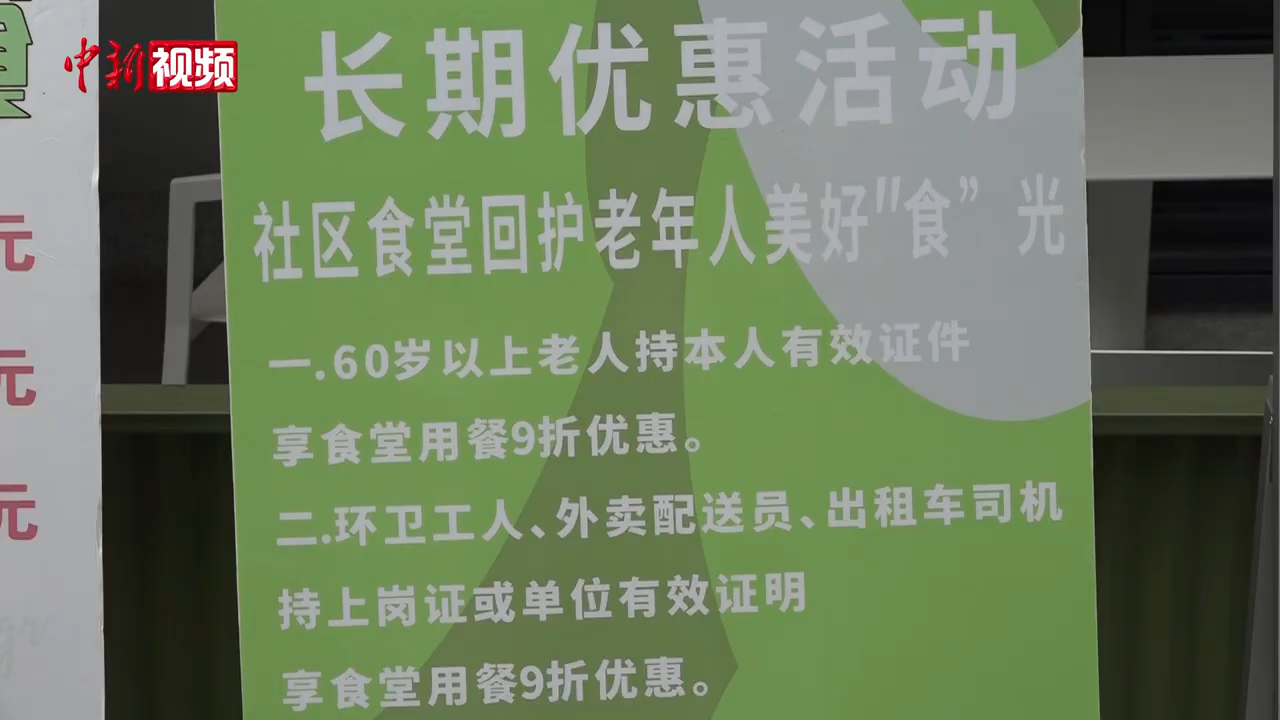 中新视频
长期优惠活动
社区食堂回护老年人美好"食”光
一.60岁以上老人持本人有效证件
享食堂用餐9折优惠。
二.环卫工人、外卖配送员、出租车司机
持上岗证或单位有效证明
享食堂用餐9折优惠。
元
元
元